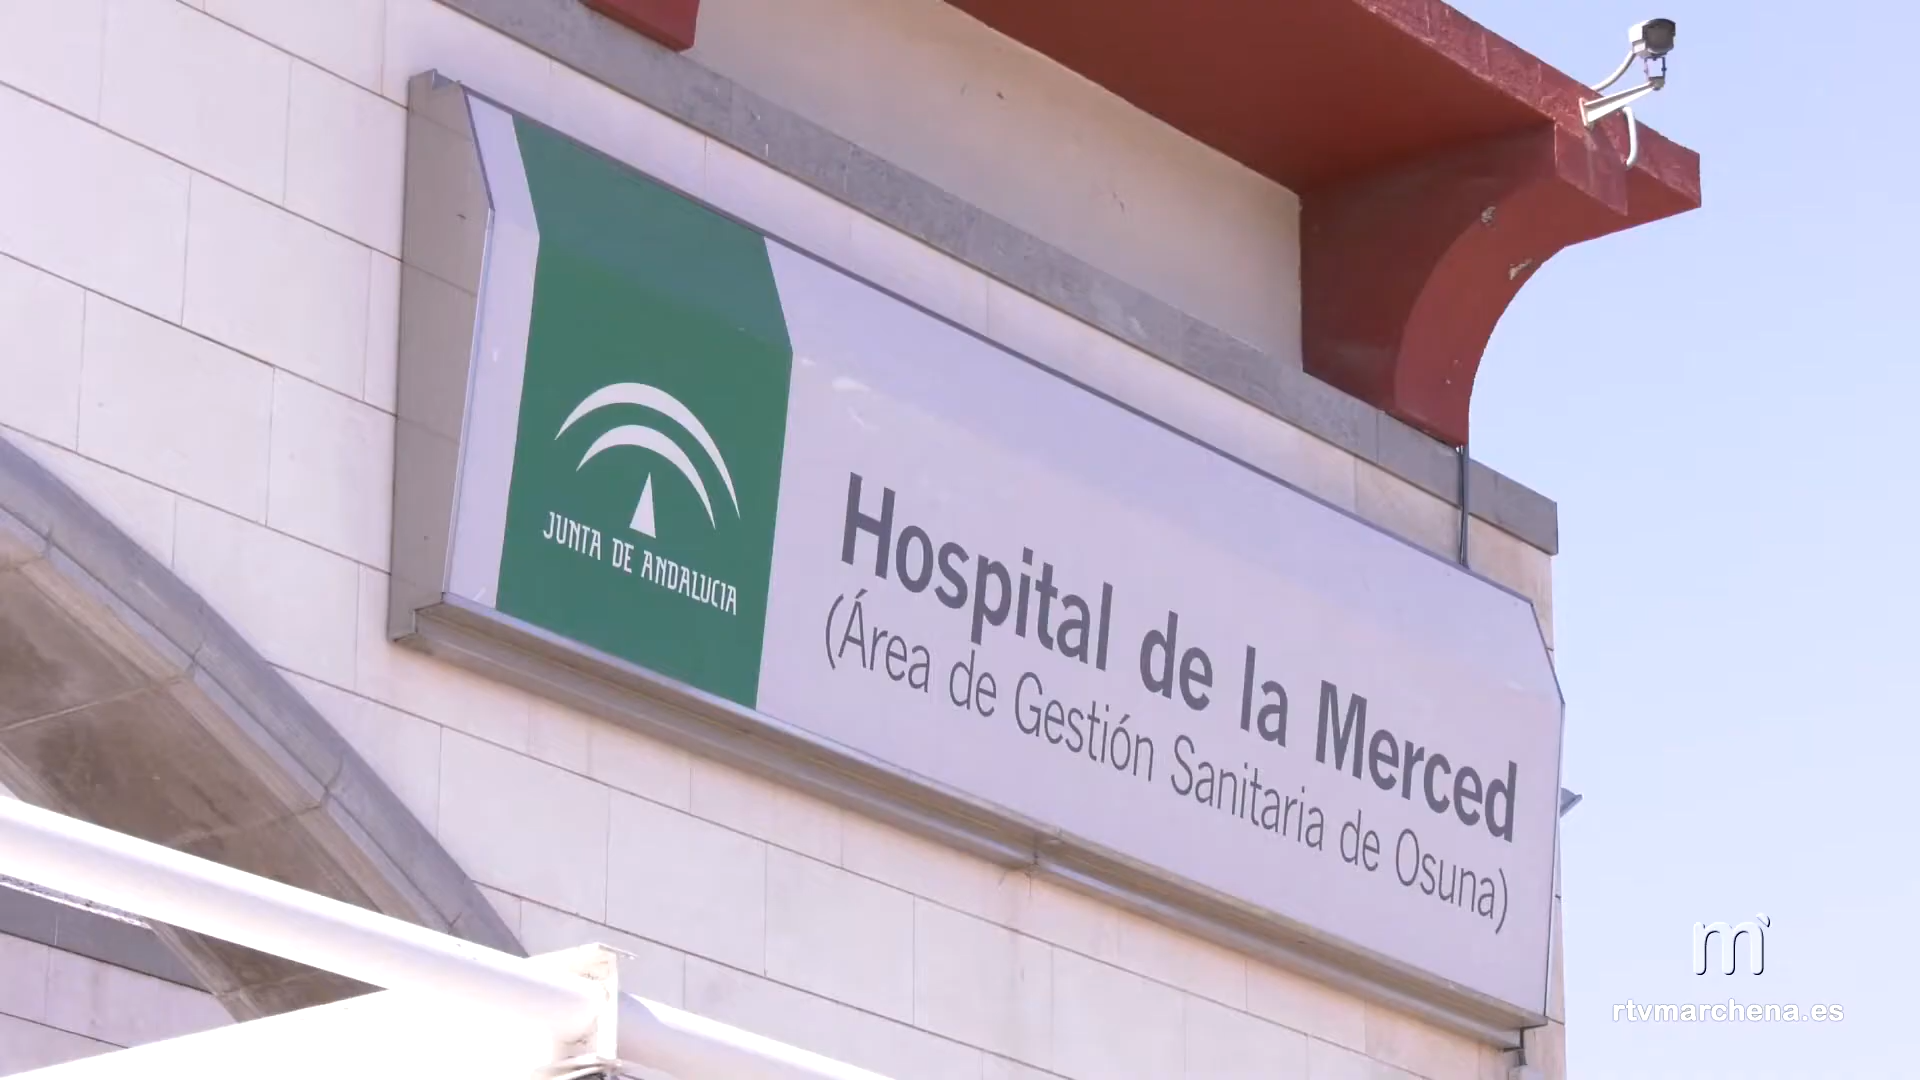 JUNTA DE ANDALUCIA
Hospital de la Merced
(Área de Gestión Sanitaria de Osuna)
m
rtvmarchena.es